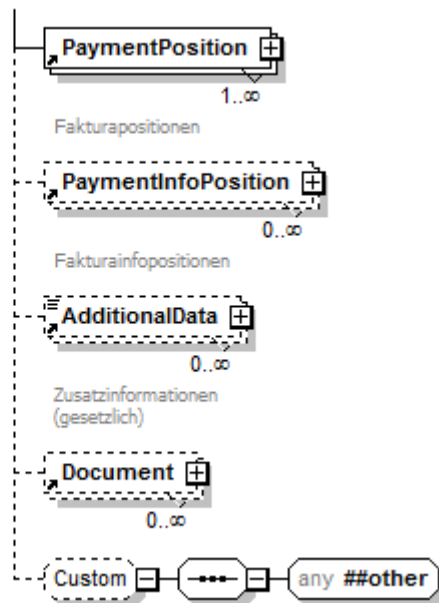 PaymentPosition
1..∞
Fakturapositionen
PaymentInfoPosition
0..∞
Fakturainfopositionen
AdditionalData
0..∞
Zusatzinformationen
(gesetzlich)
Document
0..∞
Custom any ##other